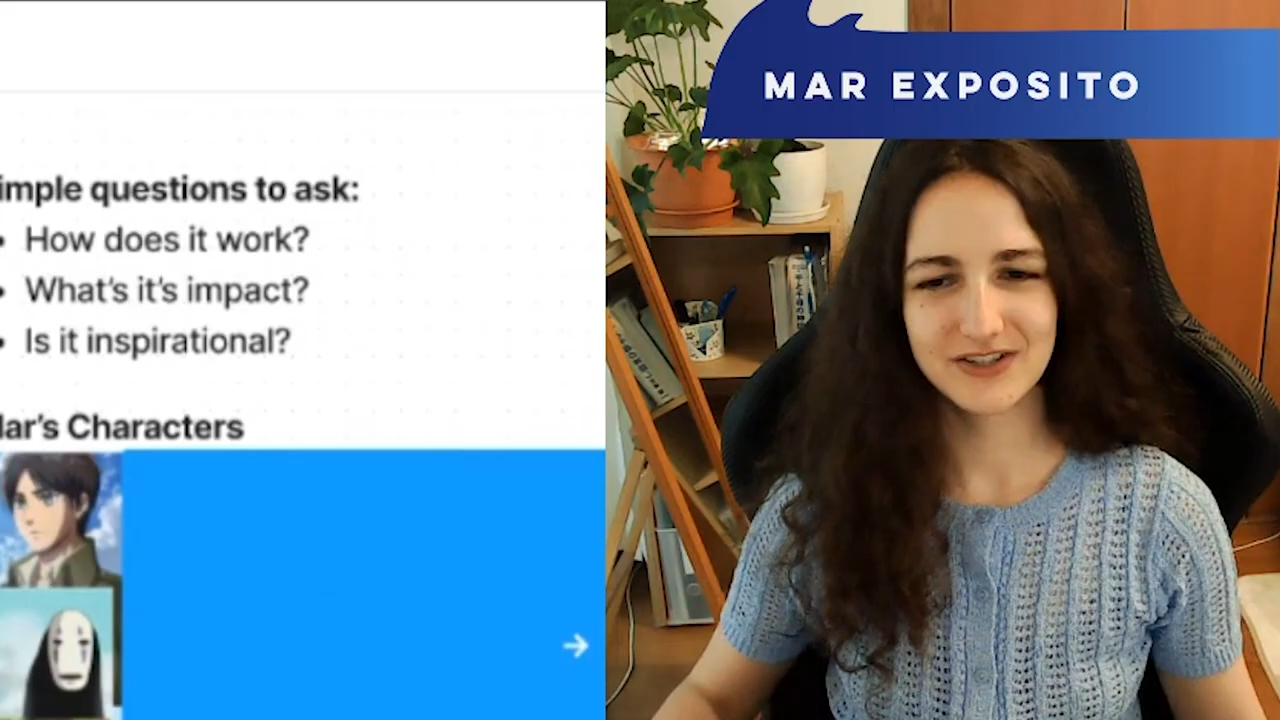 imple questions to ask:
• How does it work?
• What's it's impact?
• Is it inspirational?
lar's Characters
MAR EXPOSITO